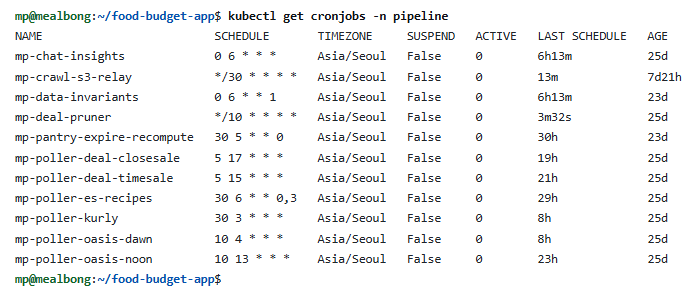 mp@mealbong:~/food-budget-app$ kubectl get cronjobs -n pipeline
NAME SCHEDULE TIMEZONE SUSPEND ACTIVE LAST SCHEDULE AGE
mp-chat-insights 0 6 * * * Asia/Seoul False 0 6h13m 25d
mp-crawl-s3-relay */30 * * * * Asia/Seoul False 0 13m 7d21h
mp-data-invariants 0 6 * * 1 Asia/Seoul False 0 6h13m 23d
mp-deal-pruner */10 * * * * Asia/Seoul False 0 3m32s 25d
mp-pantry-expire-recompute 30 5 * * 0 Asia/Seoul False 0 30h 23d
mp-poller-deal-closesale 5 17 * * * Asia/Seoul False 0 19h 25d
mp-poller-deal-timesale 5 15 * * * Asia/Seoul False 0 21h 25d
mp-poller-es-recipes 30 6 * * 0,3 Asia/Seoul False 0 29h 25d
mp-poller-kurly 30 3 * * * Asia/Seoul False 0 8h 25d
mp-poller-oasis-dawn 10 4 * * * Asia/Seoul False 0 8h 25d
mp-poller-oasis-noon 10 13 * * * Asia/Seoul False 0 23h 25d
mp@mealbong:~/food-budget-app$